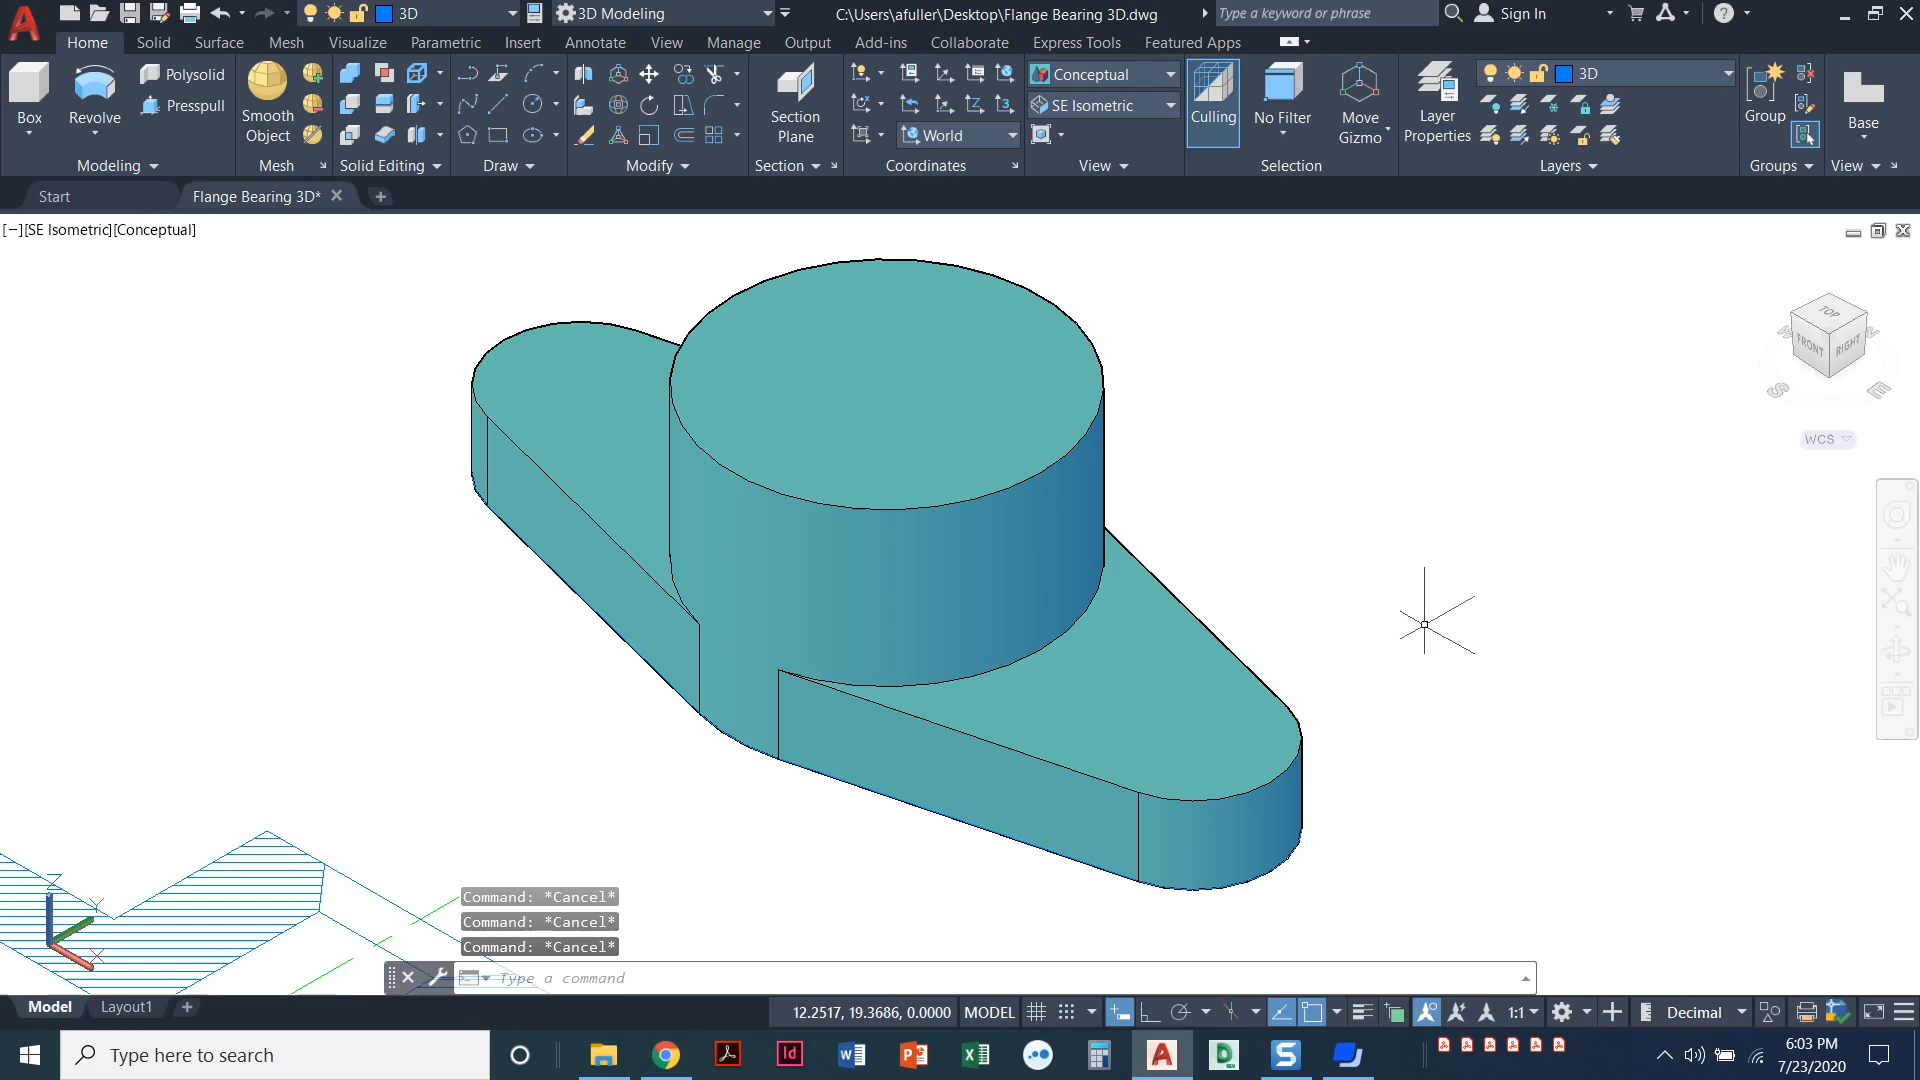 3D
3D Modeling
C:\Users\afuller\Desktop\Flange Bearing 3D.dwg
Type a keyword or phrase
Sign In
Home
Solid
Surface
Mesh
Visualize
Parametric
Insert
Annotate
View
Manage
Output
Add-ins
Collaborate
Express Tools
Featured Apps
Box
Revolve
Polysolid
Presspull
Modeling
Smooth
Object
Mesh
Solid Editing
Draw
Modify
Section
Plane
Section
World
Coordinates
Conceptual
SE Isometric
View
Culling
No Filter
Move
Gizmo
Selection
Layer
Properties
3D
Layers
Group
Groups
Base
View
Start
Flange Bearing 3D*
[−][SE Isometric][Conceptual]
TOP
FRONT
RIGHT
W
N
S
E
WCS
Z
Y
X
Command: *Cancel*
Command: *Cancel*
Command: *Cancel*
Type a command
Model
Layout1
12.2517, 19.3686, 0.0000
MODEL
1:1
Decimal
Type here to search
6:03 PM
7/23/2020